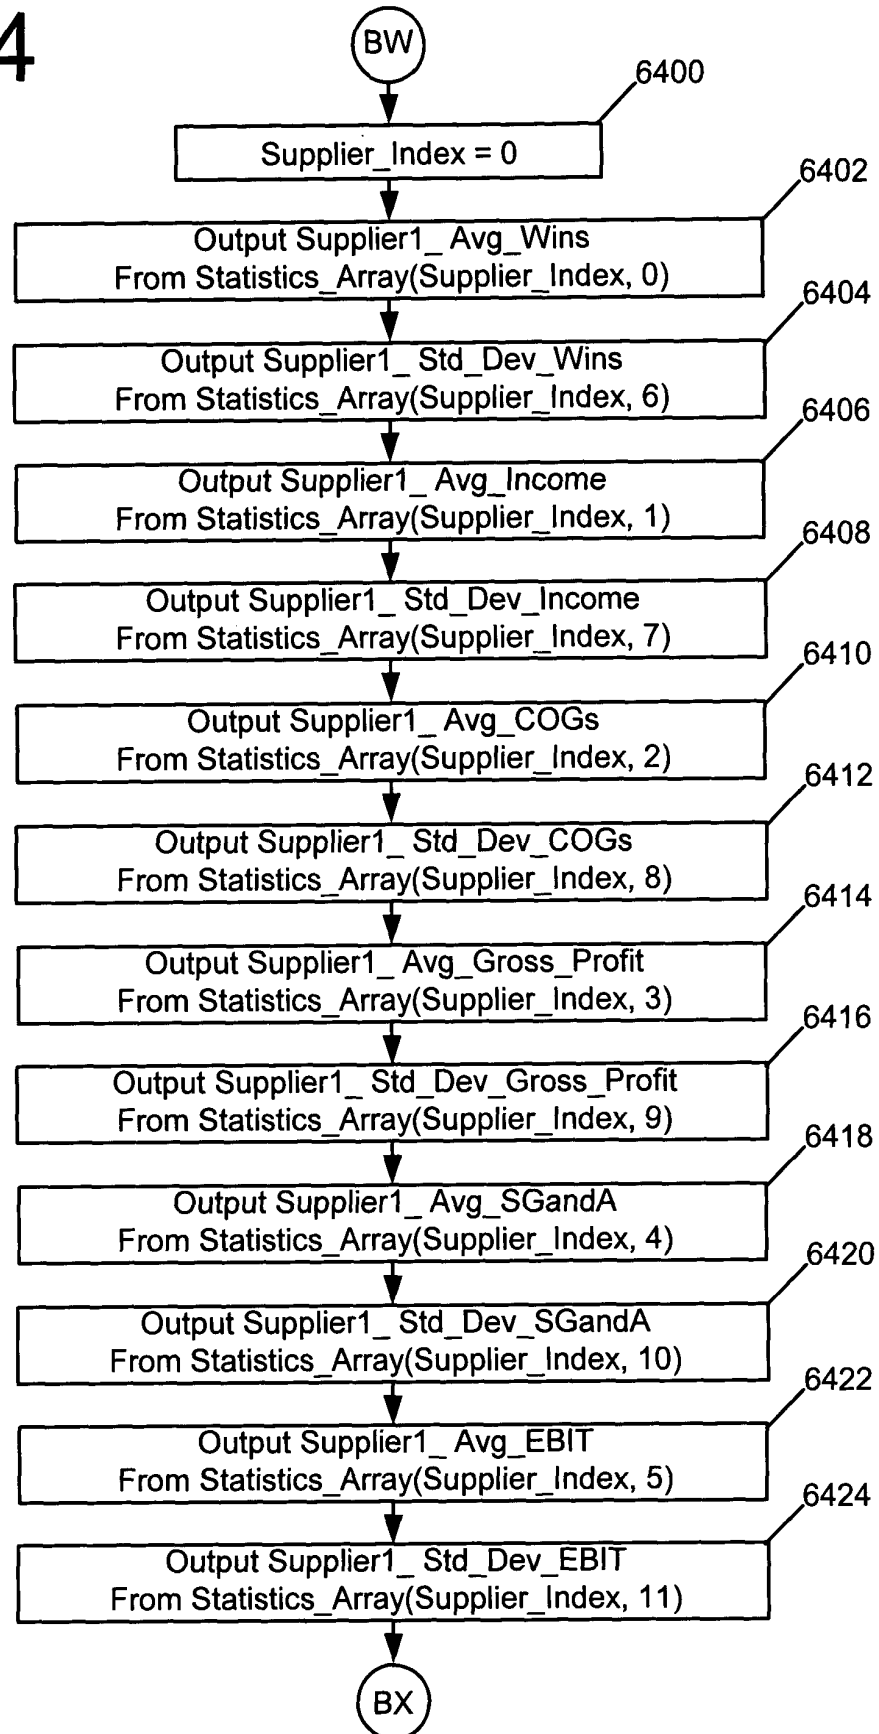 4
BW
6400
Supplier_Index = 0
6402
Output Supplier1_ Avg_Wins
From Statistics_Array(Supplier_Index, 0)
6404
Output Supplier1_ Std_Dev_Wins
From Statistics_Array(Supplier_Index, 6)
6406
Output Supplier1_ Avg_Income
From Statistics_Array(Supplier_Index, 1)
6408
Output Supplier1_ Std_Dev_Income
From Statistics_Array(Supplier_Index, 7)
6410
Output Supplier1_ Avg_COGs
From Statistics_Array(Supplier_Index, 2)
6412
Output Supplier1_ Std_Dev_COGs
From Statistics_Array(Supplier_Index, 8)
6414
Output Supplier1_ Avg_Gross_Profit
From Statistics_Array(Supplier_Index, 3)
6416
Output Supplier1_ Std_Dev_Gross_Profit
From Statistics_Array(Supplier_Index, 9)
6418
Output Supplier1_ Avg_SGandA
From Statistics_Array(Supplier_Index, 4)
6420
Output Supplier1_ Std_Dev_SGandA
From Statistics_Array(Supplier_Index, 10)
6422
Output Supplier1_ Avg_EBIT
From Statistics_Array(Supplier_Index, 5)
6424
Output Supplier1_ Std_Dev_EBIT
From Statistics_Array(Supplier_Index, 11)
BX